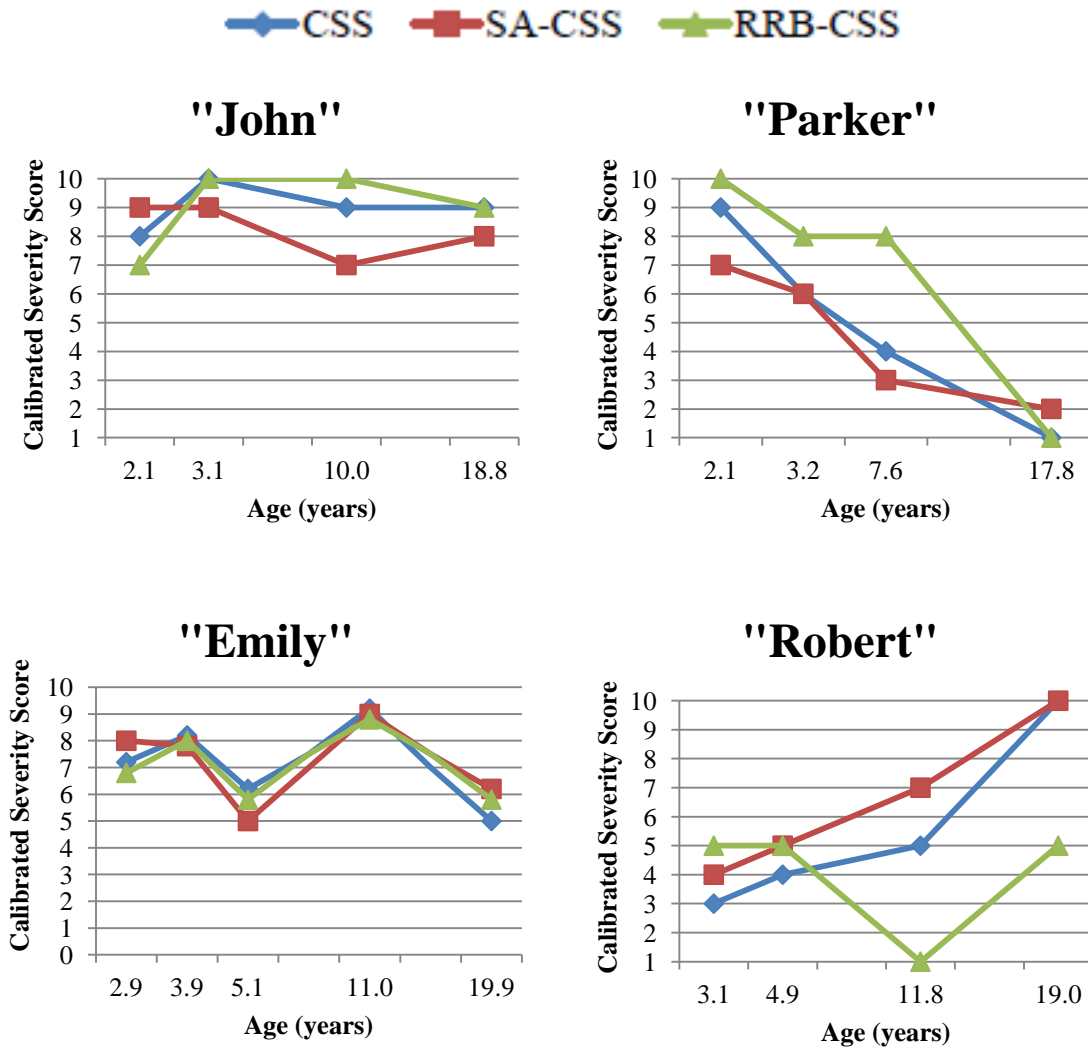 CSS SA-CSS RRB-CSS
"John"
Calibrated Severity Score
10
9
8
7
6
5
4
3
2
1
2.1 3.1 10.0 18.8
Age (years)
"Parker"
Calibrated Severity Score
10
9
8
7
6
5
4
3
2
1
2.1 3.2 7.6 17.8
Age (years)
"Emily"
Calibrated Severity Score
10
9
8
7
6
5
4
3
2
1
0
2.9 3.9 5.1 11.0 19.9
Age (years)
"Robert"
Calibrated Severity Score
10
9
8
7
6
5
4
3
2
1
3.1 4.9 11.8 19.0
Age (years)